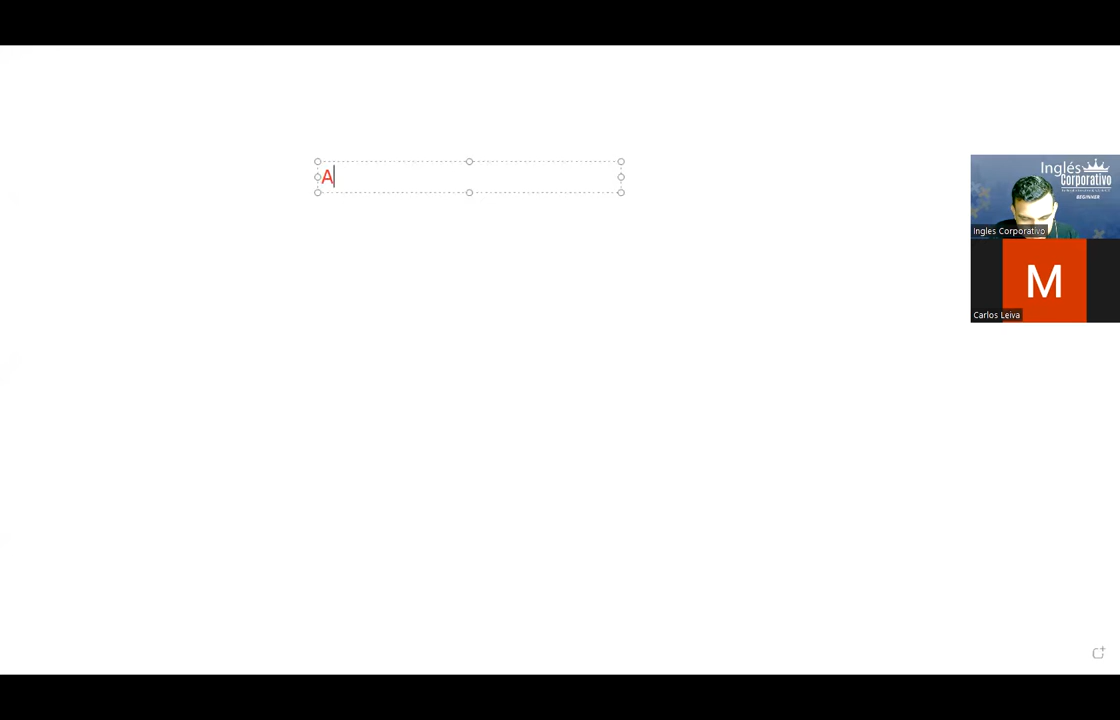 A
Inglés
Corporativo
BEGINNER
Ingles Corporativo
M
Carlos Leiva